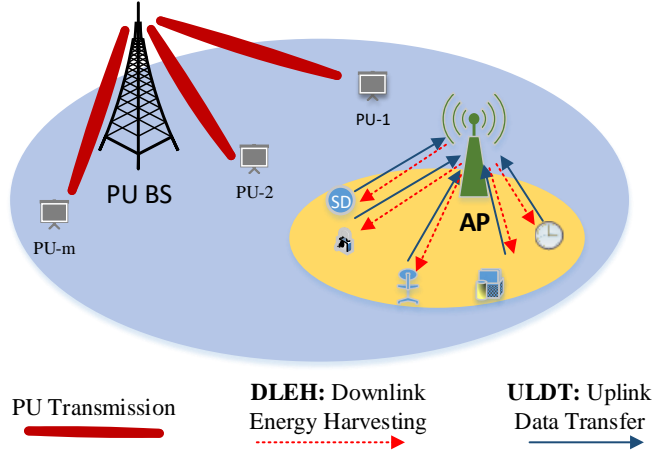 PU-1
PU-2
PU BS
PU-m
SD
AP
PU Transmission
DLEH: Downlink
Energy Harvesting
ULDT: Uplink
Data Transfer